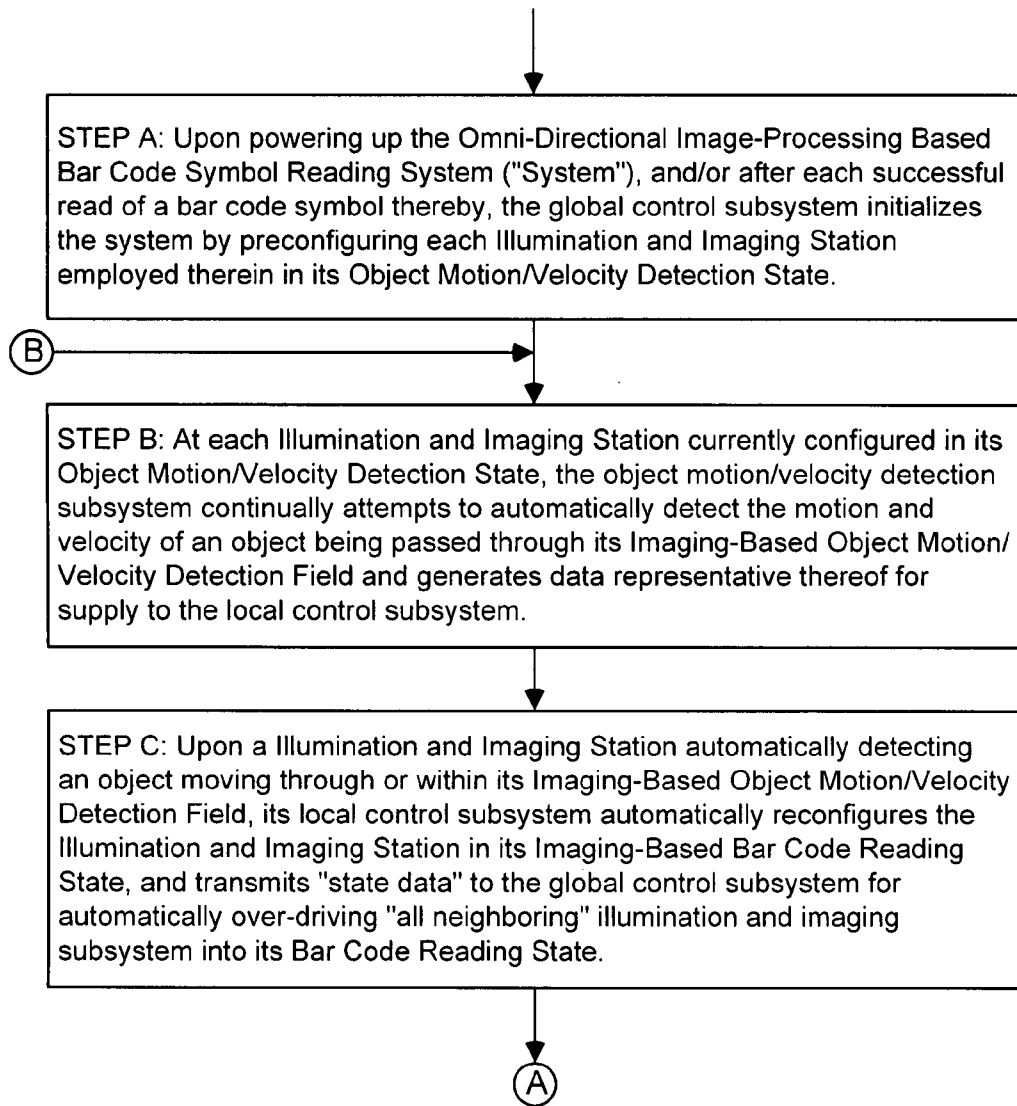 STEP A: Upon powering up the Omni-Directional Image-Processing Based
Bar Code Symbol Reading System ("System"), and/or after each successful
read of a bar code symbol thereby, the global control subsystem initializes
the system by preconfiguring each Illumination and Imaging Station
employed therein in its Object Motion/Velocity Detection State.
B
STEP B: At each Illumination and Imaging Station currently configured in its
Object Motion/Velocity Detection State, the object motion/velocity detection
subsystem continually attempts to automatically detect the motion and
velocity of an object being passed through its Imaging-Based Object Motion/
Velocity Detection Field and generates data representative thereof for
supply to the local control subsystem.
STEP C: Upon a Illumination and Imaging Station automatically detecting
an object moving through or within its Imaging-Based Object Motion/Velocity
Detection Field, its local control subsystem automatically reconfigures the
Illumination and Imaging Station in its Imaging-Based Bar Code Reading
State, and transmits "state data" to the global control subsystem for
automatically over-driving "all neighboring" illumination and imaging
subsystem into its Bar Code Reading State.
A